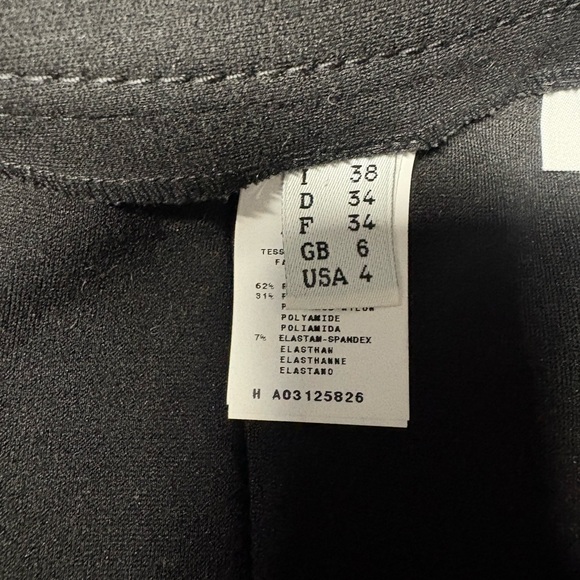 I 38
D 34
F 34
GB 6
USA 4
TESS
FA
62%
31%
POLYAMIDE
POLIAMIDA
7% ELASTAM-SPANDEX
ELASTHAN
ELASTHANNE
ELASTANO
H A03125826